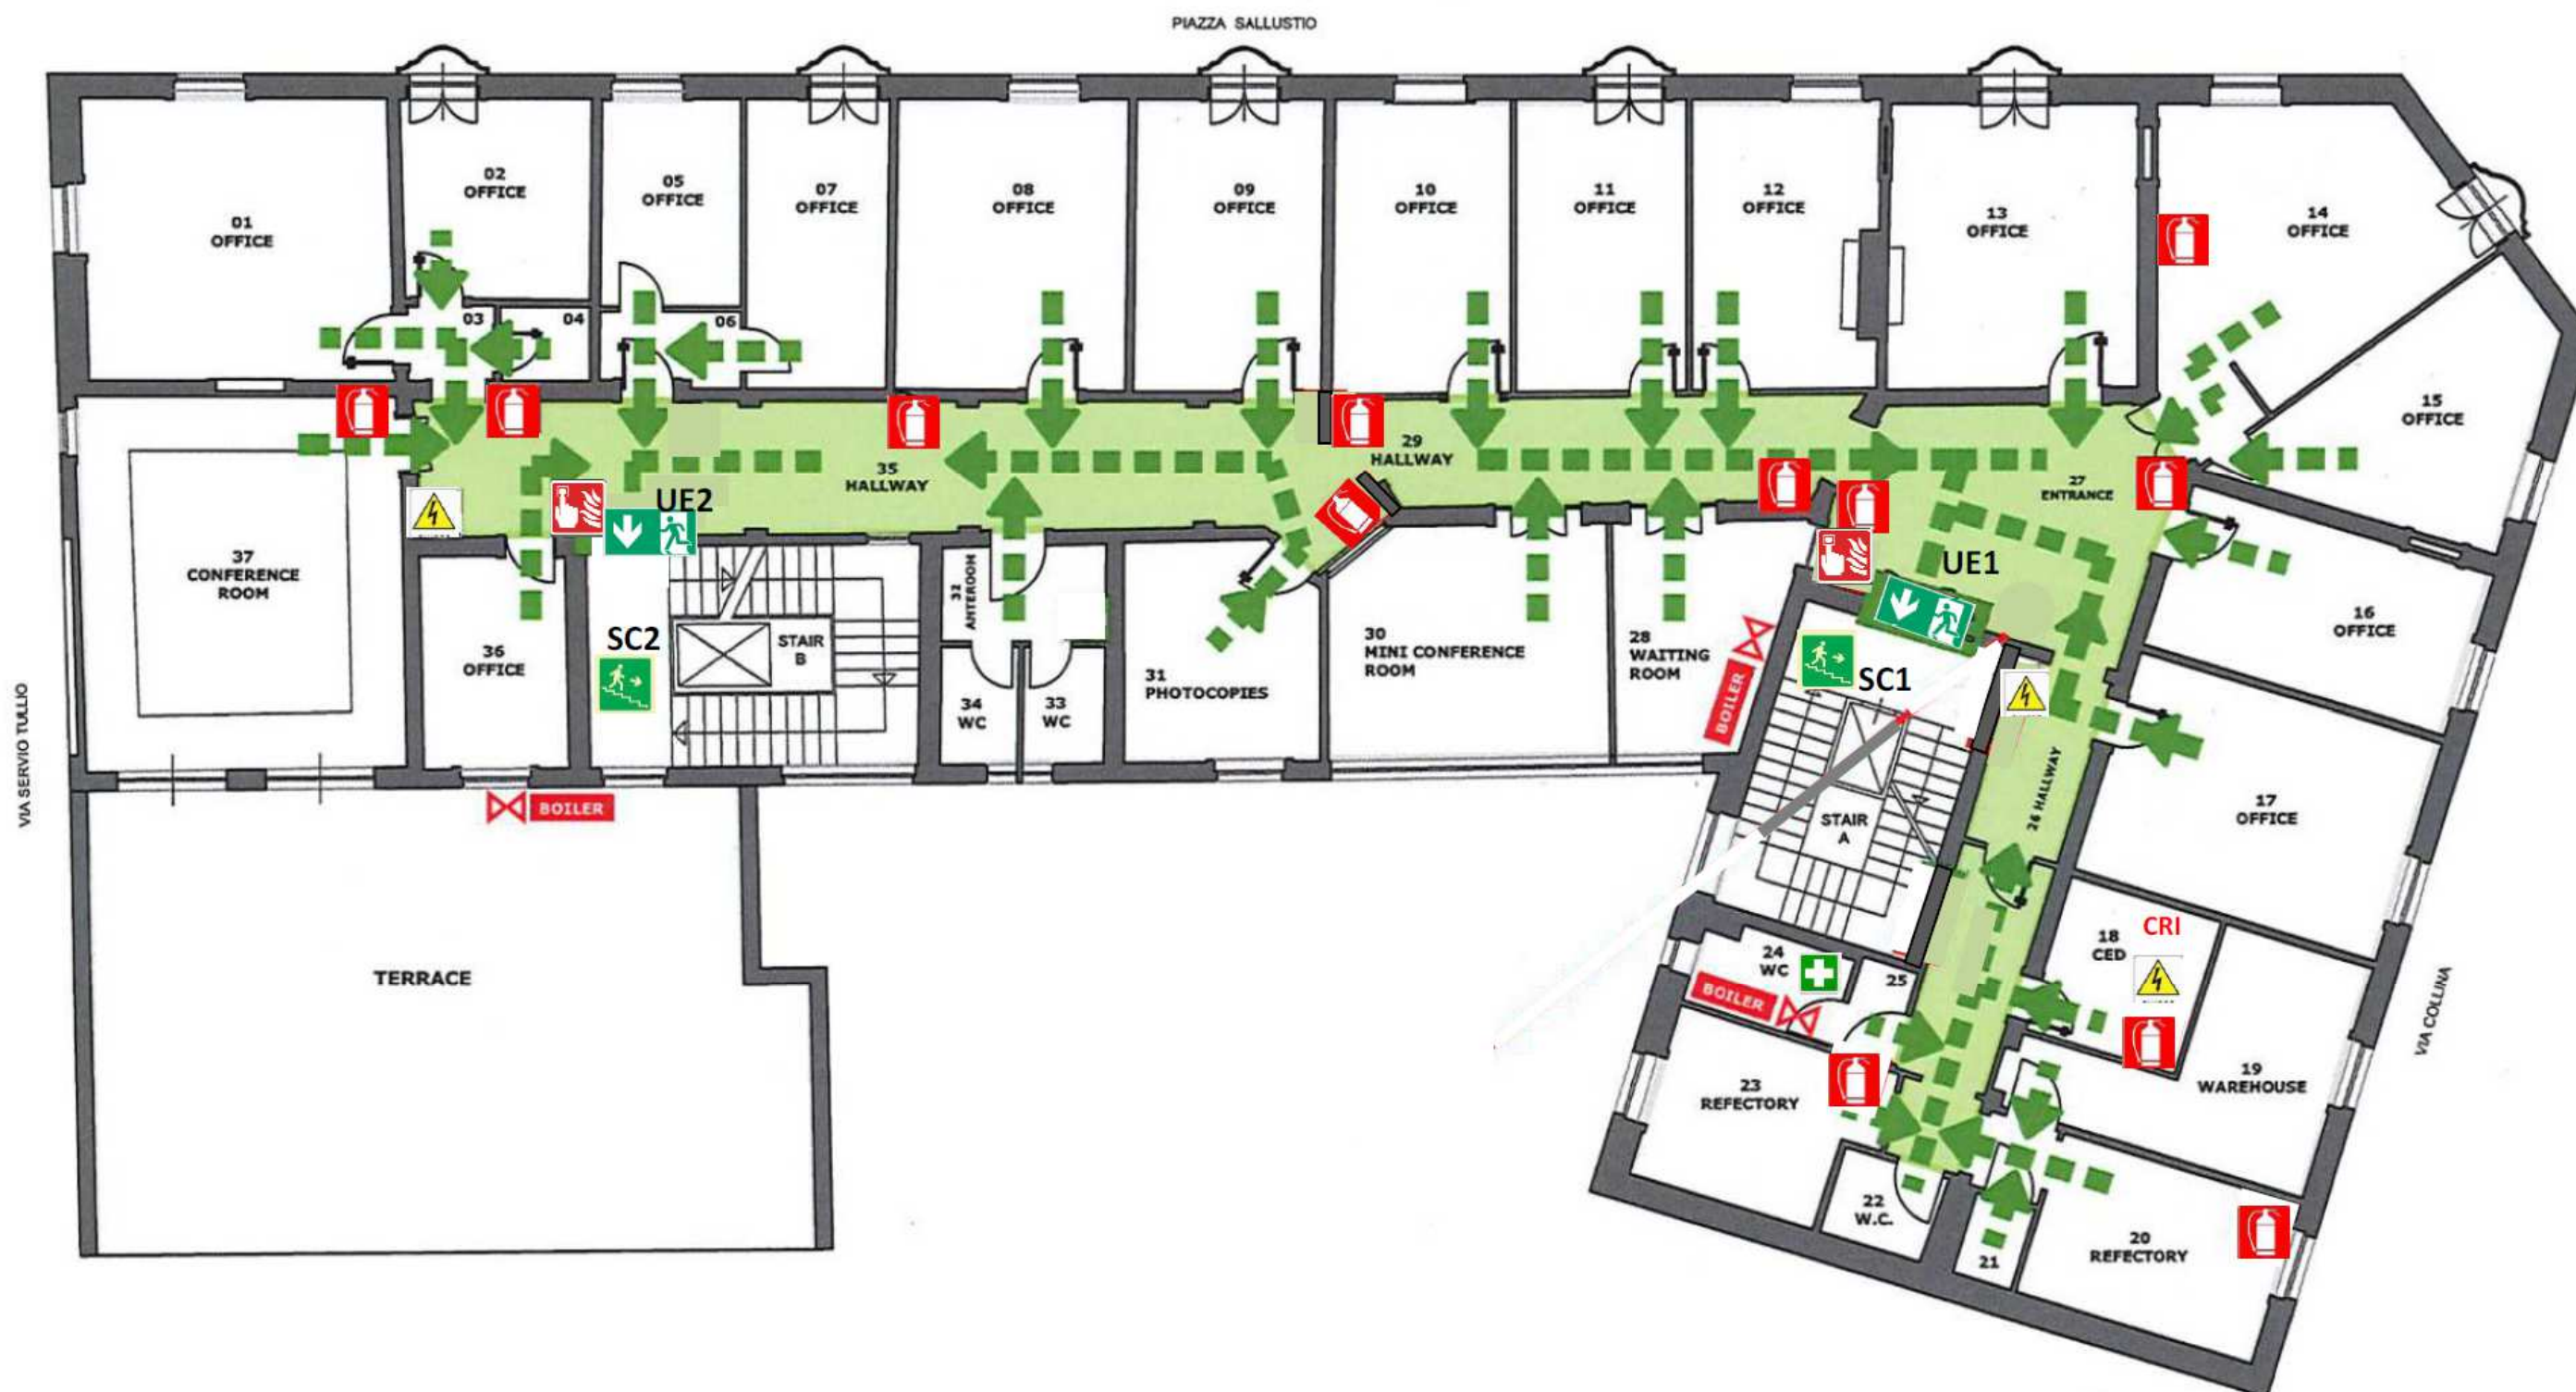 PIAZZA SALLUSTIO
01
OFFICE
02
OFFICE
03
04
05
OFFICE
06
07
OFFICE
08
OFFICE
09
OFFICE
10
OFFICE
11
OFFICE
12
OFFICE
13
OFFICE
14
OFFICE
15
OFFICE
29
HALLWAY
35
HALLWAY
27
ENTRANCE
UE2
UE1
37
CONFERENCE
ROOM
36
OFFICE
SC2
STAIR
B
32
ANTEROOM
34
WC
33
WC
31
PHOTOCOPIES
30
MINI CONFERENCE
ROOM
28
WAITING
ROOM
BOILER
SC1
STAIR
A
16
OFFICE
17
OFFICE
26 HALLWAY
VIA SERVIO TULLIO
BOILER
TERRACE
18
CED
CRI
24
WC
25
BOILER
19
WAREHOUSE
23
REFECTORY
22
W.C.
21
20
REFECTORY
VIA COLLINA